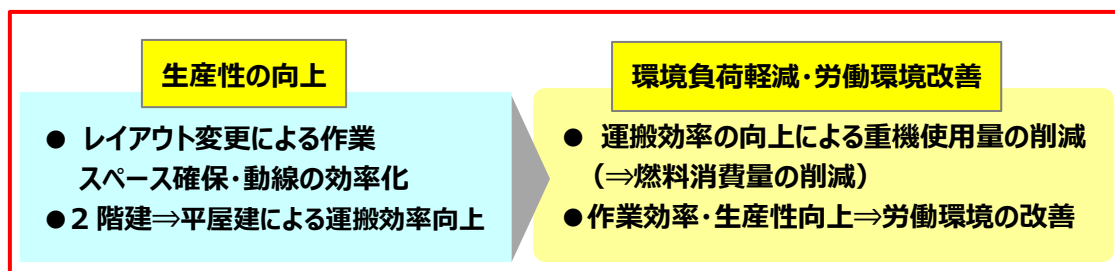 生産性の向上
● レイアウト変更による作業
スペース確保・動線の効率化
●2階建⇒平屋建による運搬効率向上
環境負荷軽減・労働環境改善
● 運搬効率の向上による重機使用量の削減
(⇒燃料消費量の削減)
●作業効率・生産性向上⇒労働環境の改善